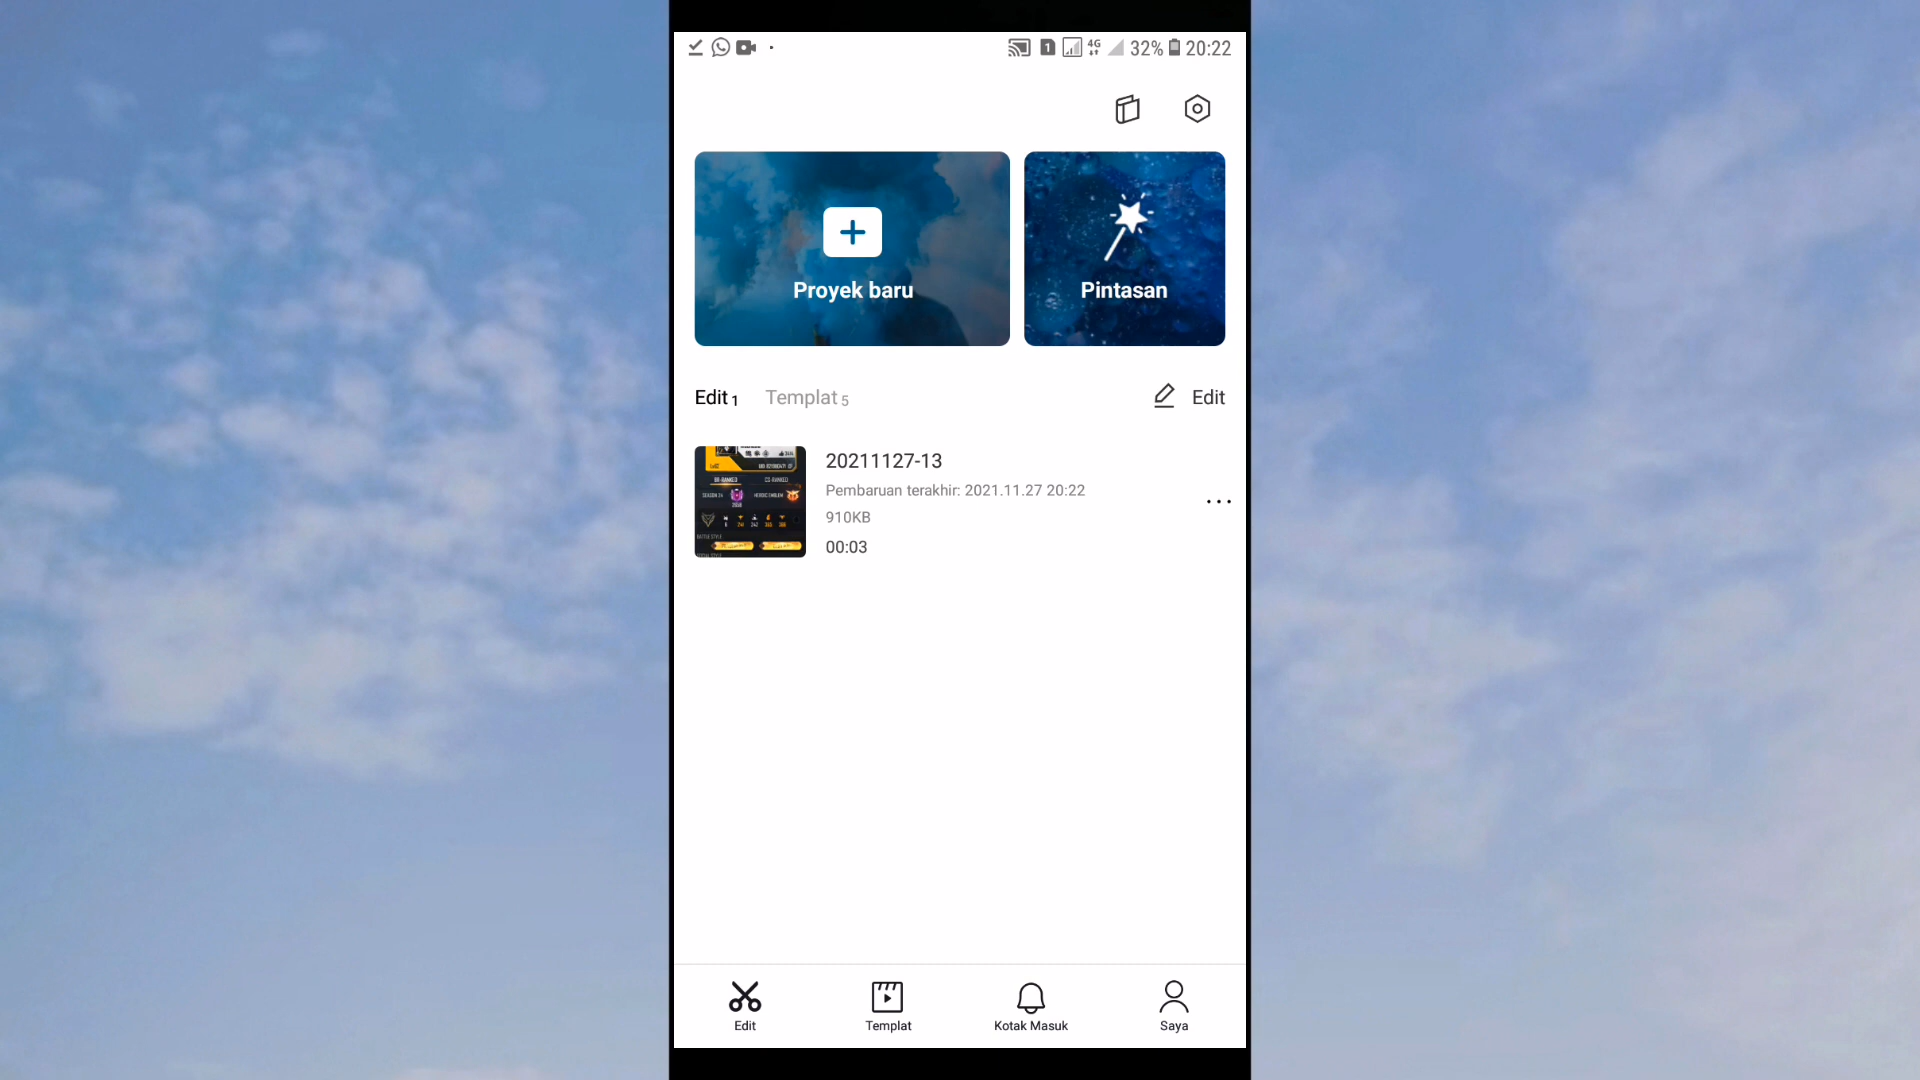 4G 32% 20:22
Proyek baru
Pintasan
Edit 1 Templat 5 Edit
20211127-13
Pembaruan terakhir: 2021.11.27 20:22
910KB
00:03
Edit Templat Kotak Masuk Saya